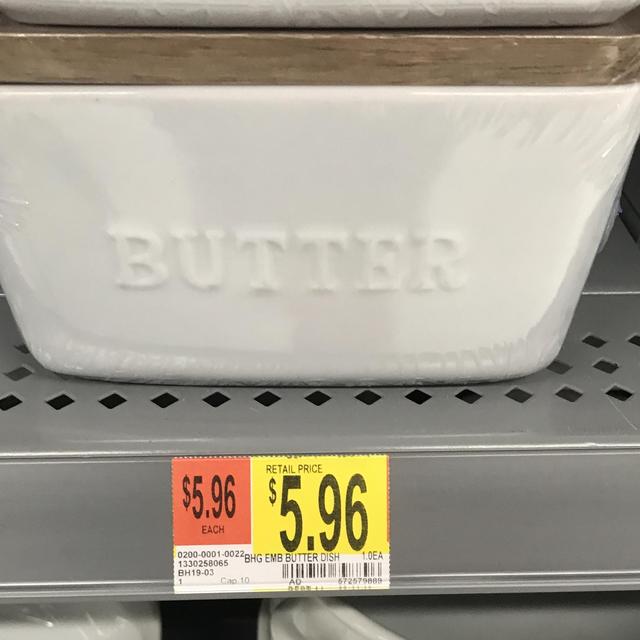 BUTTER
$5.96
EACH
RETAIL PRICE
$5.96
0200-0001-0022
1330258065
BH19-03
1 Cap 10
BHG EMB BUTTER DISH 1.0EA
AD 572579889